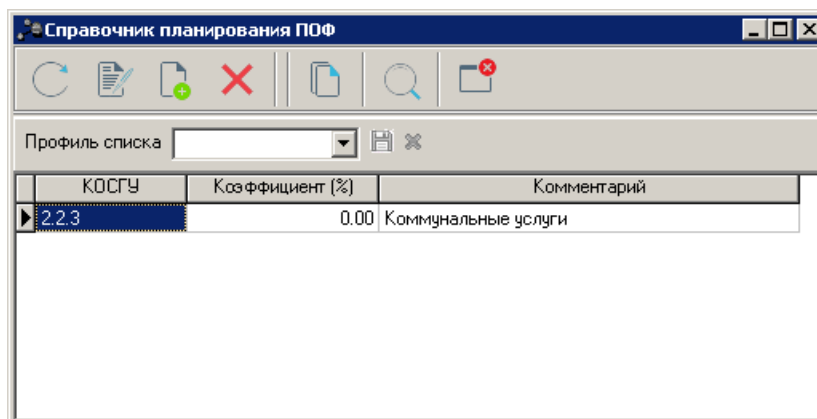 Справочник планирования ПОФ
Профиль списка
КОСГУ Коэффициент (%) Комментарий
2.2.3 0.00 Коммунальные услуги